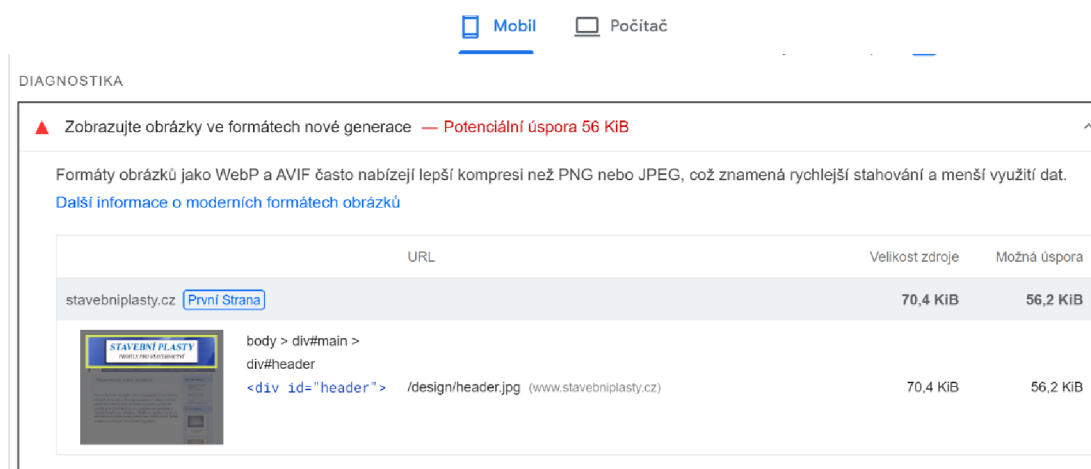 Mobil
Počítač
DIAGNOSTIKA
Zobrazujte obrázky ve formátech nové generace — Potenciální úspora 56 KiB
Formáty obrázků jako WebP a AVIF často nabízejí lepší kompresi než PNG nebo JPEG, což znamená rychlejší stahování a menší využití dat.
Další informace o moderních formátech obrázků
URL Velikost zdroje Možná úspora
stavebniplasty.cz První Strana 70,4 KiB 56,2 KiB
STAVEBNÍ PLASTY
PROFILY PRO STAVEBNICTVÍ
body > div#main >
div#header
<div id="header"> /design/header.jpg (www.stavebniplasty.cz) 70,4 KiB 56,2 KiB